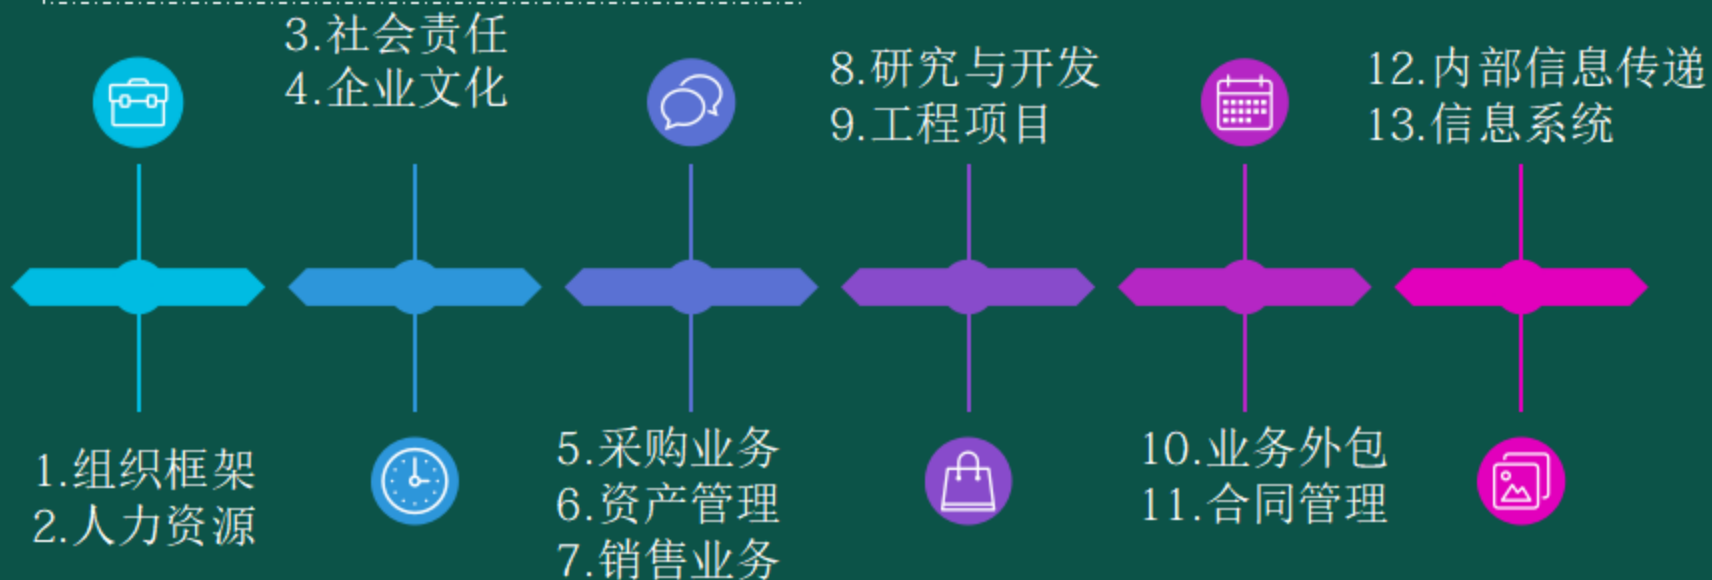 1.组织框架
2.人力资源
3.社会责任
4.企业文化
5.采购业务
6.资产管理
7.销售业务
8.研究与开发
9.工程项目
10.业务外包
11.合同管理
12.内部信息传递
13.信息系统